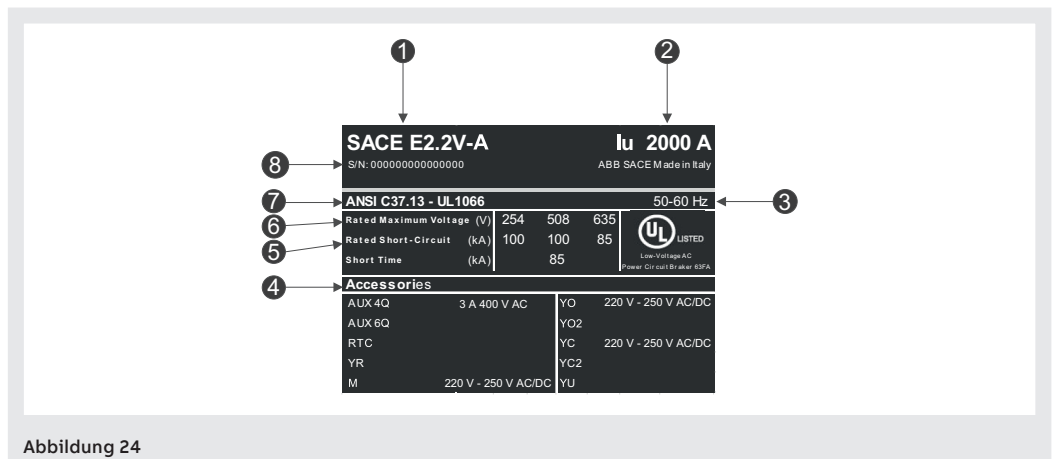 1 2
SACE E2.2V-A Iu 2000 A
8 S/N: 000000000000000 ABB SACE Made in Italy
7 ANSI C37.13 - UL1066 50-60 Hz 3
6 Rated Maximum Voltage (V) 254 508 635
UL LISTED
5 Rated Short-Circuit (kA) 100 100 85
Low-Voltage AC
Short Time (kA) 85
Power Circuit Braker 63FA
4 Accessories
AUX 4Q 3 A 400 V AC YO 220 V - 250 V AC/DC
AUX 6Q YO2
RTC YC 220 V - 250 V AC/DC
YR YC2
M 220 V - 250 V AC/DC YU
Abbildung 24